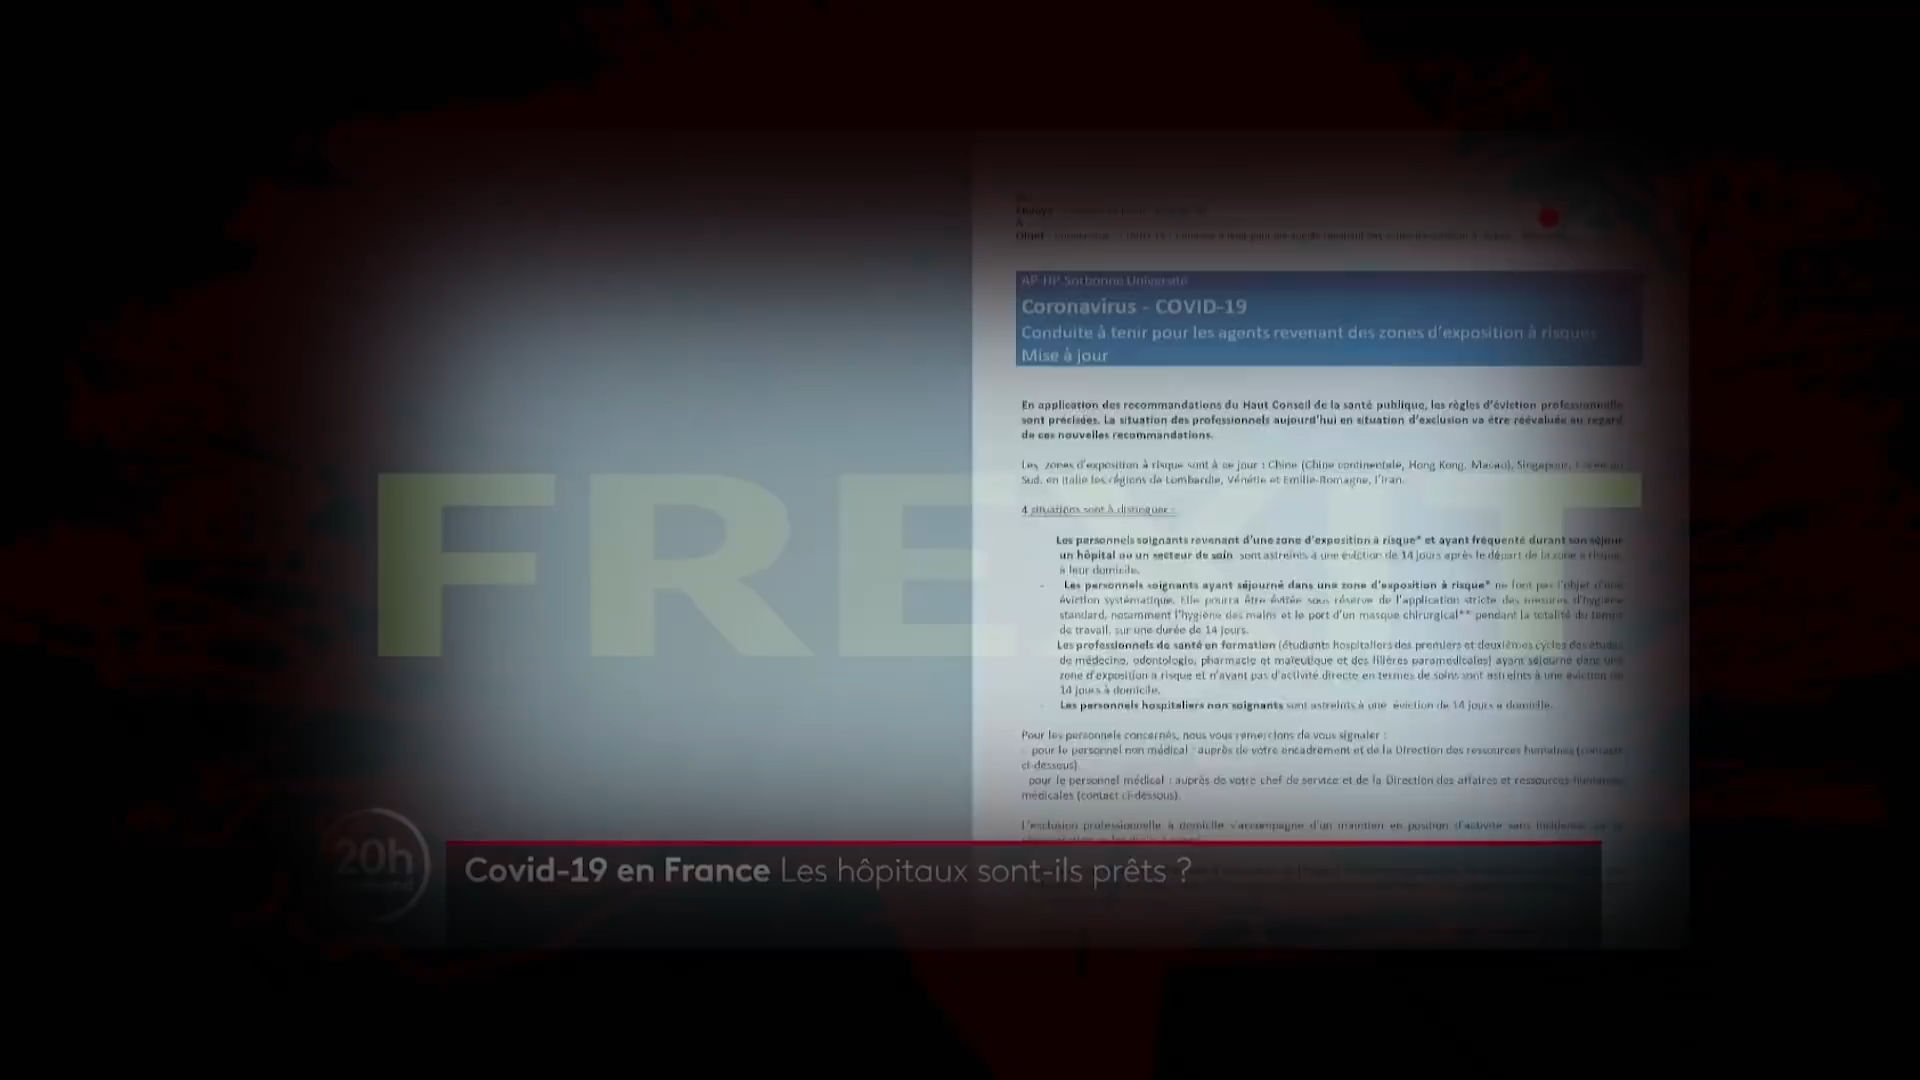 AP-HP.Sorbonne Université
Coronavirus - COVID-19
Conduite à tenir pour les agents revenant des zones d'exposition à risques
Mise à jour
En application des recommandations du Haut Conseil de la santé publique, les règles d'éviction professionnelle
sont précisées. La situation des professionnels aujourd'hui en situation d'exclusion va être réévaluée au regard
de ces nouvelles recommandations.
Les zones d'exposition à risque sont à ce jour : Chine (Chine continentale, Hong Kong, Macao), Singapour, Corée du
Sud, en Italie les régions de Lombardie, Vénétie et Emilie-Romagne, l'Iran.
4 situations sont à distinguer :
FREXIT
Les personnels soignants revenant d'une zone d'exposition à risque* et ayant fréquenté durant son séjour
un hôpital ou un secteur de soin sont astreints à une éviction de 14 jours après le départ de la zone à risque,
à leur domicile.
- Les personnels soignants ayant séjourné dans une zone d'exposition à risque* ne font pas l'objet d'une
éviction systématique. Elle pourra être évitée sous réserve de l'application stricte des mesures d'hygiène
standard, notamment l'hygiène des mains et le port d'un masque chirurgical** pendant la totalité du temps
de travail, sur une durée de 14 jours.
Les professionnels de santé en formation (étudiants hospitaliers des premiers et deuxièmes cycles des études
de médecine, odontologie, pharmacie et maïeutique et des filières paramédicales) ayant séjourné dans une
zone d'exposition à risque et n'ayant pas d'activité directe en termes de soins sont astreints à une éviction de
14 jours à domicile.
- Les personnels hospitaliers non soignants sont astreints à une éviction de 14 jours à domicile.
Pour les personnels concernés, nous vous remercions de vous signaler :
pour le personnel non médical : auprès de votre encadrement et de la Direction des ressources humaines (contacts
ci-dessous).
pour le personnel médical : auprès de votre chef de service et de la Direction des affaires et ressources humaines
médicales (contact ci-dessous).
L'exclusion professionnelle à domicile s'accompagne d'un maintien en position d'activité sans incidence
20h
Covid-19 en France Les hôpitaux sont-ils prêts ?